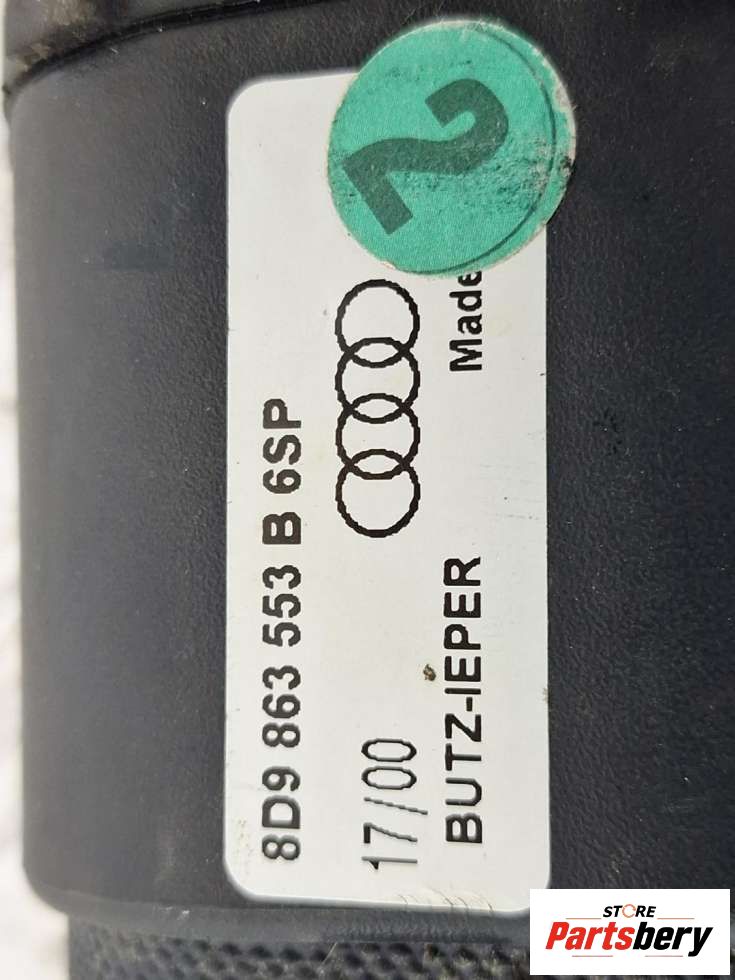 2
8D9 863 553 B 6SP
17/00
BUTZ-IEPER Made
STORE
Partsbery